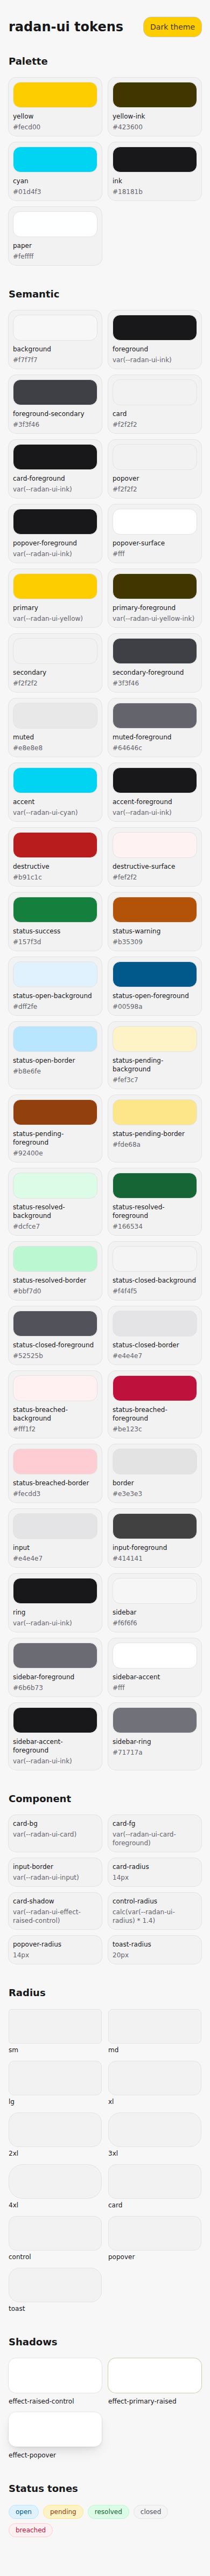 radan-ui tokens
Dark theme
Palette
yellow
#fecd00
yellow-ink
#423600
cyan
#01d4f3
ink
#18181b
paper
#feffff
Semantic
background
#f7f7f7
foreground
var(--radan-ui-ink)
foreground-secondary
#3f3f46
card
#f2f2f2
card-foreground
var(--radan-ui-ink)
popover
#f2f2f2
popover-foreground
var(--radan-ui-ink)
popover-surface
#fff
primary
var(--radan-ui-yellow)
primary-foreground
var(--radan-ui-yellow-ink)
secondary
#f2f2f2
secondary-foreground
#3f3f46
muted
#e8e8e8
muted-foreground
#64646c
accent
var(--radan-ui-cyan)
accent-foreground
var(--radan-ui-ink)
destructive
#b91c1c
destructive-surface
#fef2f2
status-success
#157f3d
status-warning
#b35309
status-open-background
#dff2fe
status-open-foreground
#00598a
status-open-border
#b8e6fe
status-pending-
background
#fef3c7
status-pending-
foreground
#92400e
status-pending-border
#fde68a
status-resolved-
background
#dcfce7
status-resolved-
foreground
#166534
status-resolved-border
#bbf7d0
status-closed-background
#f4f4f5
status-closed-foreground
#52525b
status-closed-border
#e4e4e7
status-breached-
background
#fff1f2
status-breached-
foreground
#be123c
status-breached-border
#fecdd3
border
#e3e3e3
input
#e4e4e7
input-foreground
#414141
ring
var(--radan-ui-ink)
sidebar
#f6f6f6
sidebar-foreground
#6b6b73
sidebar-accent
#fff
sidebar-accent-
foreground
var(--radan-ui-ink)
sidebar-ring
#71717a
Component
card-bg
var(--radan-ui-card)
card-fg
var(--radan-ui-card-
foreground)
input-border
var(--radan-ui-input)
card-radius
14px
card-shadow
var(--radan-ui-effect-
raised-control)
control-radius
calc(var(--radan-ui-
radius) * 1.4)
popover-radius
14px
toast-radius
20px
Radius
sm
md
lg
xl
2xl
3xl
4xl
card
control
popover
toast
Shadows
effect-raised-control
effect-primary-raised
effect-popover
Status tones
open
pending
resolved
closed
breached